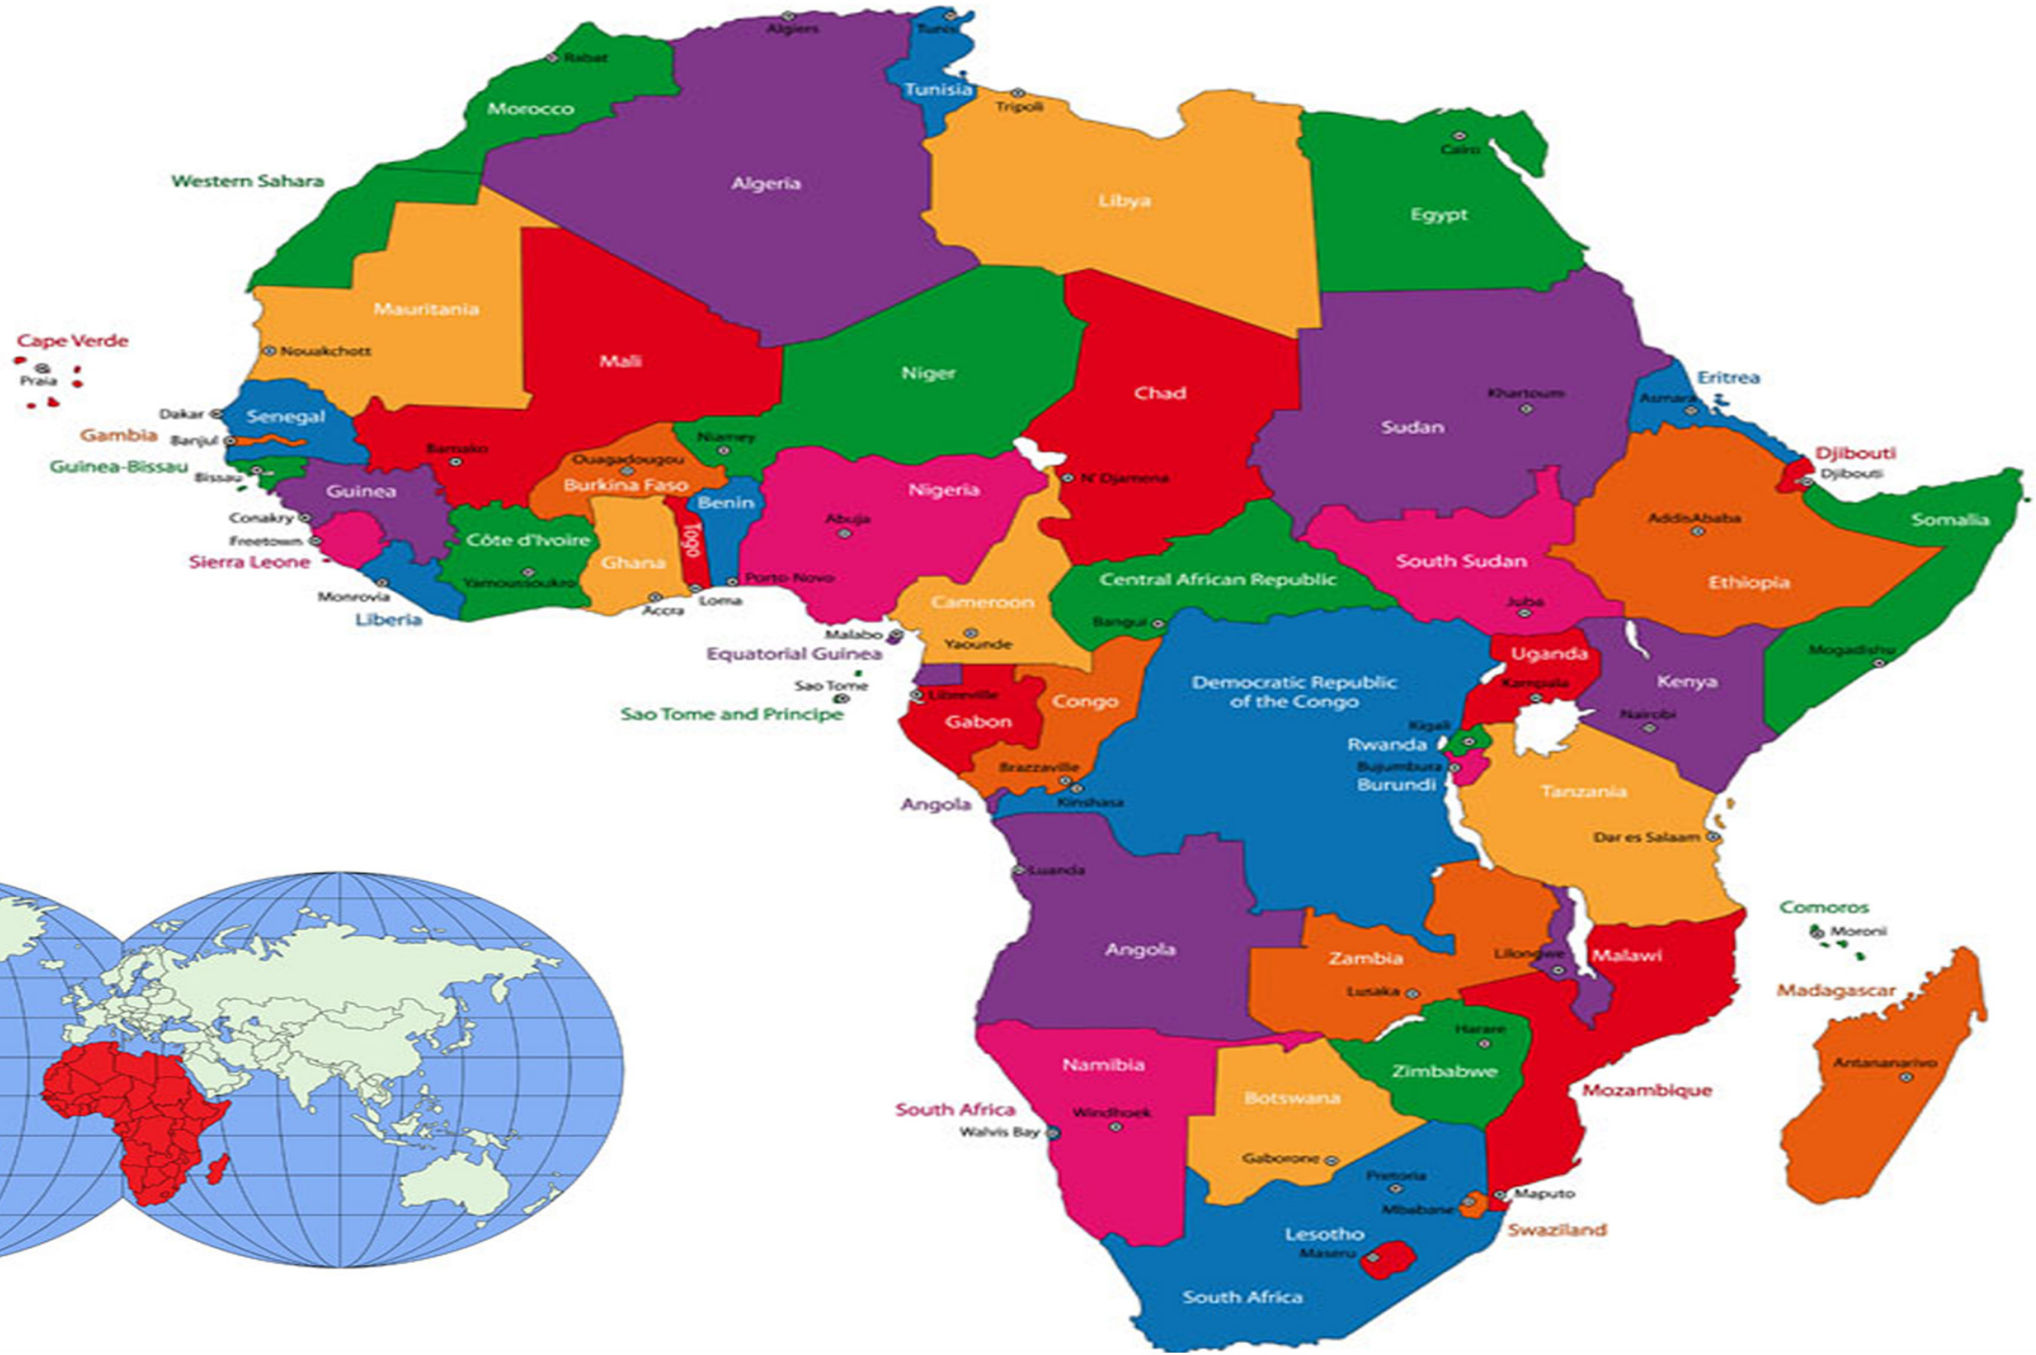 Algiers
Tunis
Rabat
Tunisia
Morocco
Tripoli
Cairo
Western Sahara
Algeria
Libya
Egypt
Mauritania
Cape Verde
Nouakchott
Praia
Mali
Niger
Chad
Khartoum
Eritrea
Asmara
Dakar
Senegal
Sudan
Gambia
Banjul
Niamey
Bamako
Djibouti
Djibouti
Guinea-Bissau
Bissau
Ouagadougou
N' Djamena
Guinea
Burkina Faso
Nigeria
Benin
Conakry
Abuja
AddisAbaba
Somalia
Freetown
Côte d'Ivoire
Togo
Sierra Leone
Ghana
South Sudan
Yamoussoukro
Porto Novo
Central African Republic
Ethiopia
Monrovia
Loma
Accra
Cameroon
Juba
Liberia
Bangui
Malabo
Yaounde
Equatorial Guinea
Uganda
Mogadishu
Sao Tome
Libreville
Congo
Democratic Republic
of the Congo
Kampala
Kenya
Sao Tome and Principe
Gabon
Kigali
Nairobi
Rwanda
Brazzaville
Bujumbura
Burundi
Tanzania
Angola
Kinshasa
Dar es Salaam
Luanda
Comoros
Moroni
Angola
Zambia
Lilongwe
Malawi
Lusaka
Madagascar
Harare
Namibia
Zimbabwe
Antananarivo
Botswana
Mozambique
South Africa
Windhoek
Walvis Bay
Gaborone
Pretoria
Maputo
Mbabane
Lesotho
Swaziland
Maseru
South Africa